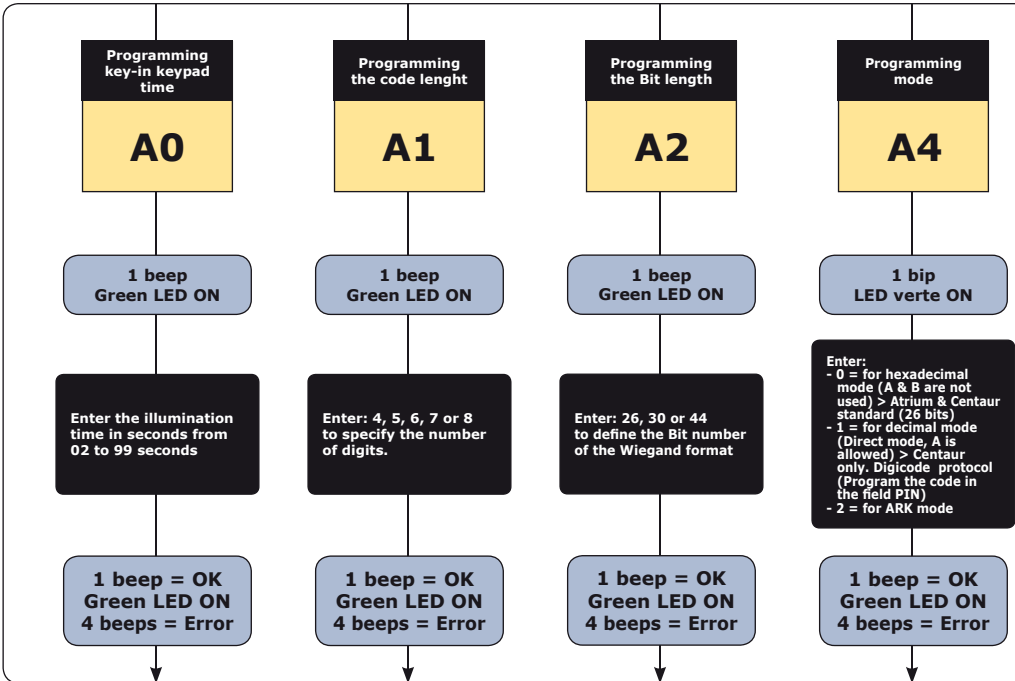 Programming
key-in keypad
time
A0
1 beep
Green LED ON
Enter the illumination
time in seconds from
02 to 99 seconds
1 beep = OK
Green LED ON
4 beeps = Error
Programming
the code lenght
A1
1 beep
Green LED ON
Enter: 4, 5, 6, 7 or 8
to specify the number
of digits.
1 beep = OK
Green LED ON
4 beeps = Error
Programming
the Bit length
A2
1 beep
Green LED ON
Enter: 26, 30 or 44
to define the Bit number
of the Wiegand format
1 beep = OK
Green LED ON
4 beeps = Error
Programming
mode
A4
1 bip
LED verte ON
Enter:
- 0 = for hexadecimal
mode (A & B are not
used) > Atrium & Centaur
standard (26 bits)
- 1 = for decimal mode
(Direct mode, A is
allowed) > Centaur
only. Digicode protocol
(Program the code in
the field PIN)
- 2 = for ARK mode
1 beep = OK
Green LED ON
4 beeps = Error